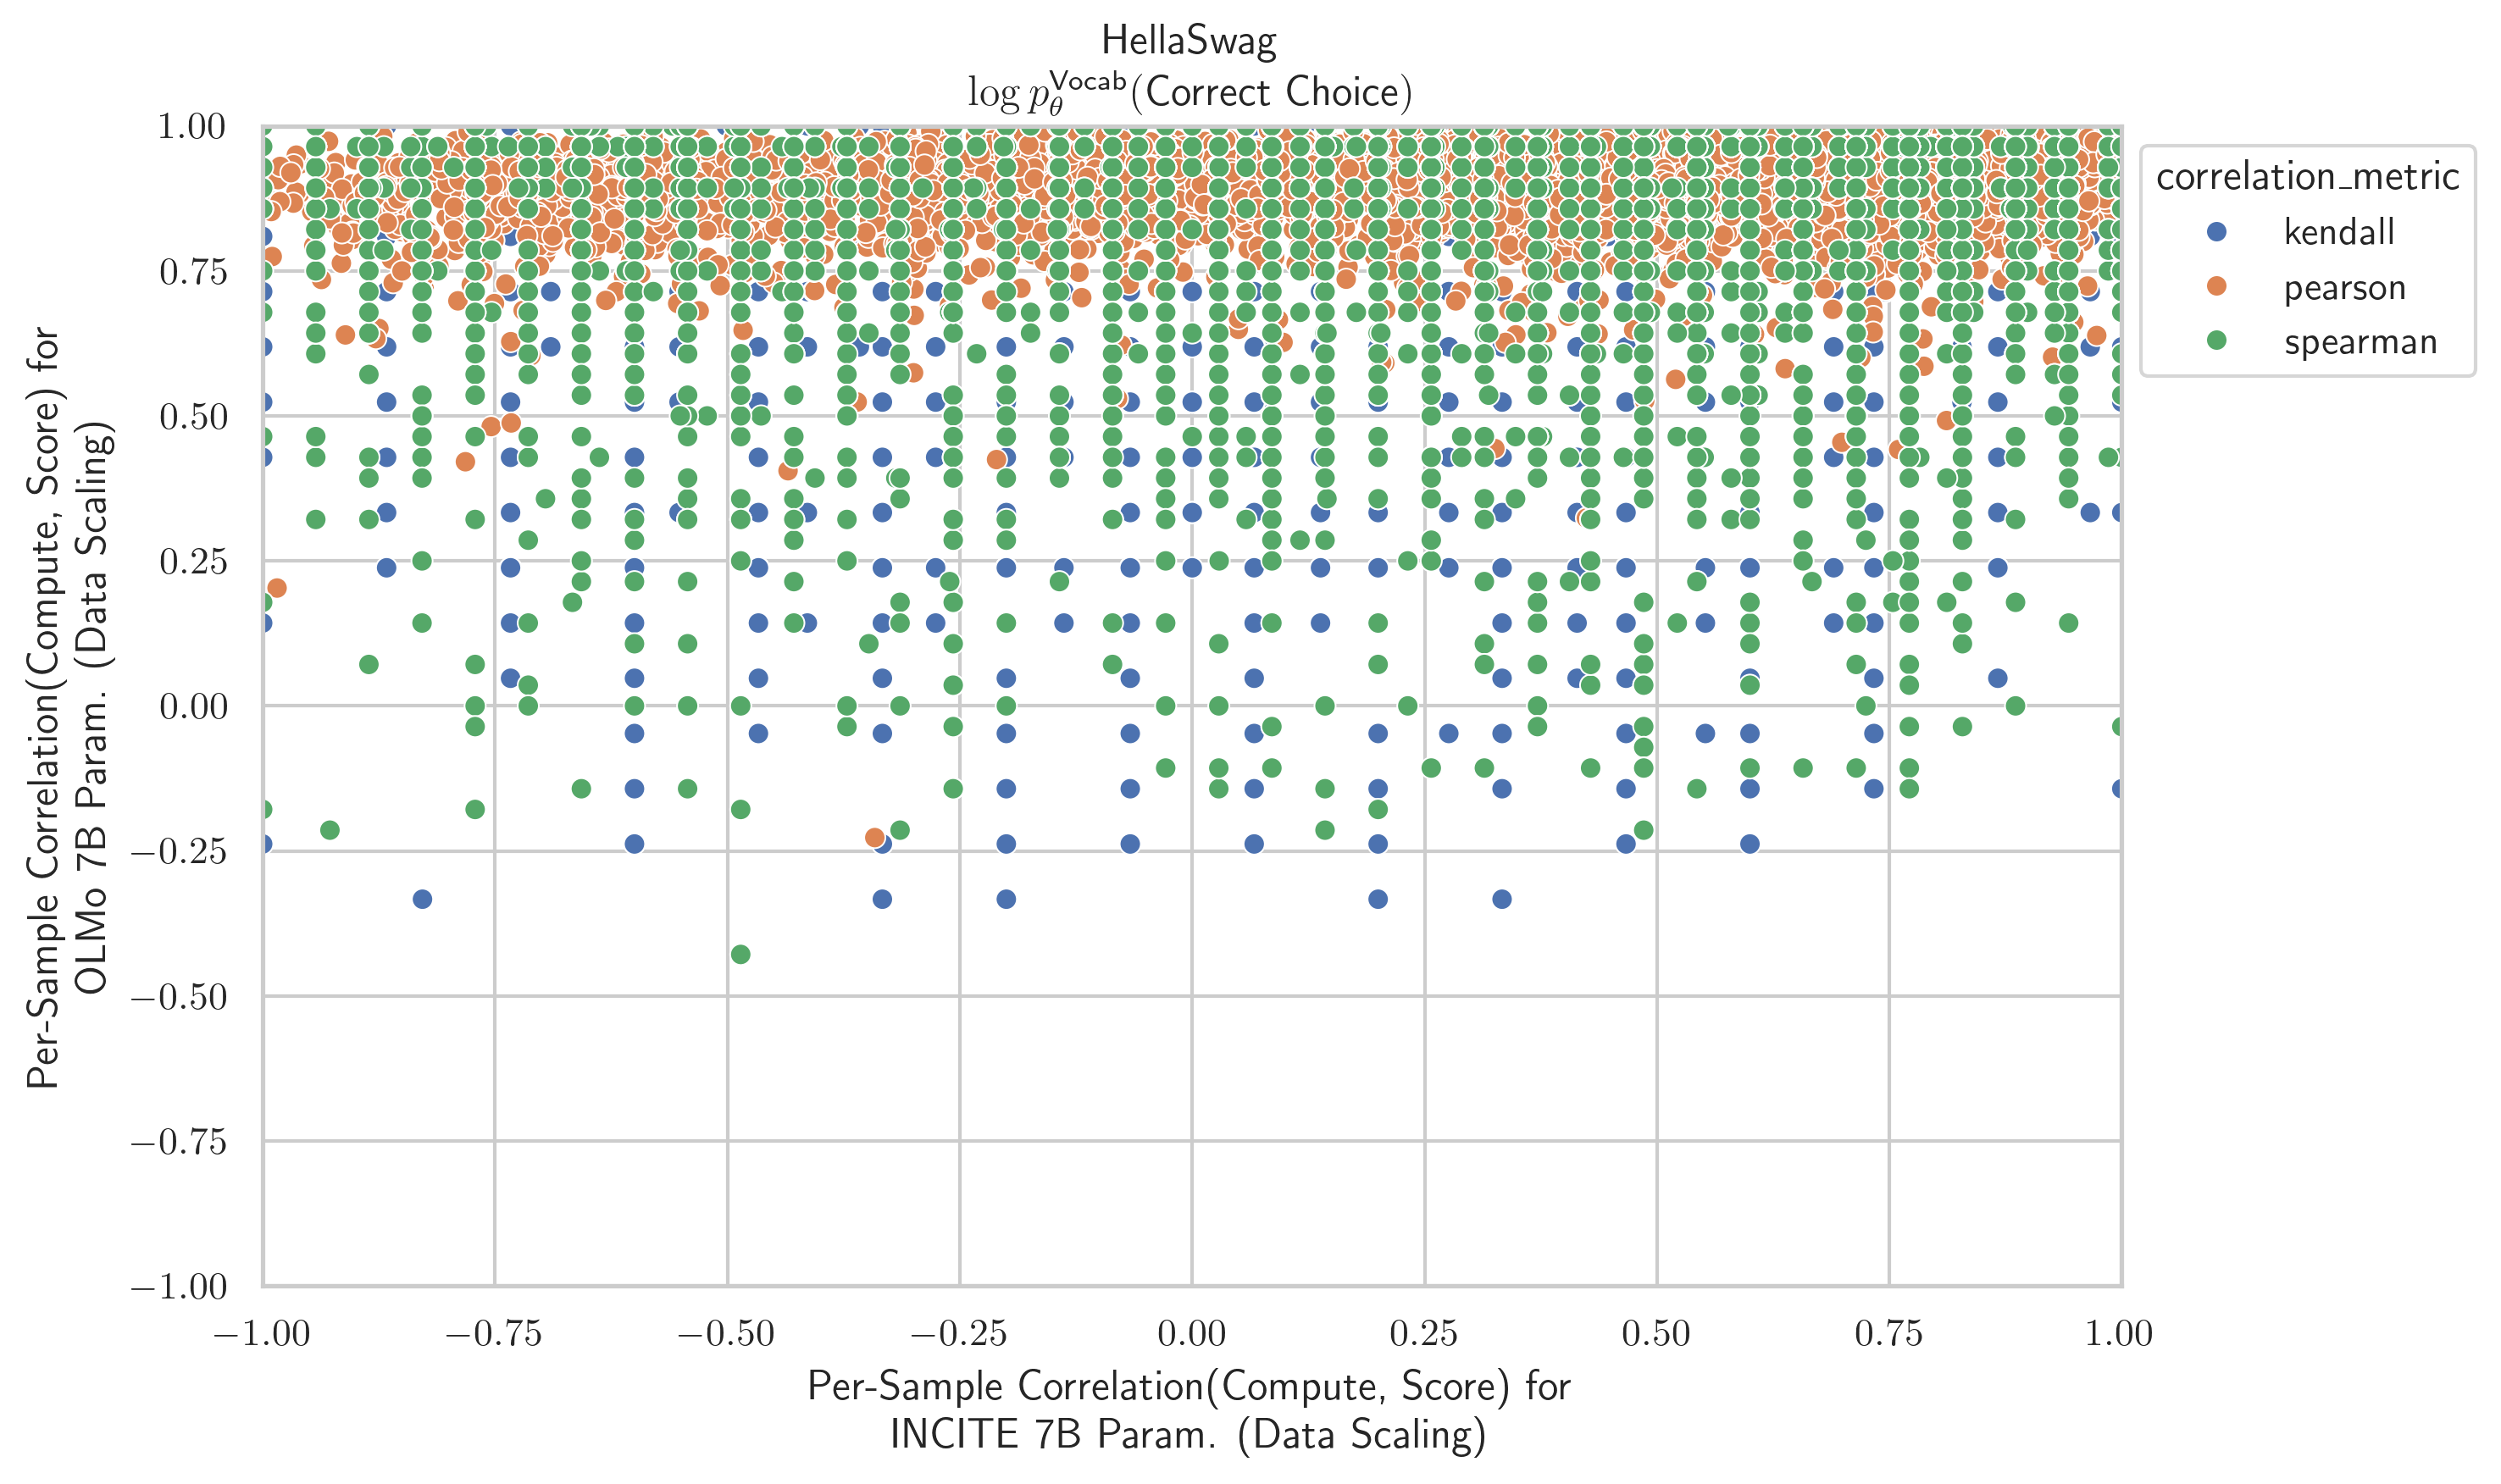 HellaSwag
log p_θ^Vocab(Correct Choice)
1.00
0.75
0.50
0.25
0.00
−0.25
−0.50
−0.75
−1.00
Per-Sample Correlation(Compute, Score) for
OLMo 7B Param. (Data Scaling)
−1.00
−0.75
−0.50
−0.25
0.00
0.25
0.50
0.75
1.00
Per-Sample Correlation(Compute, Score) for
INCITE 7B Param. (Data Scaling)
correlation_metric
kendall
pearson
spearman